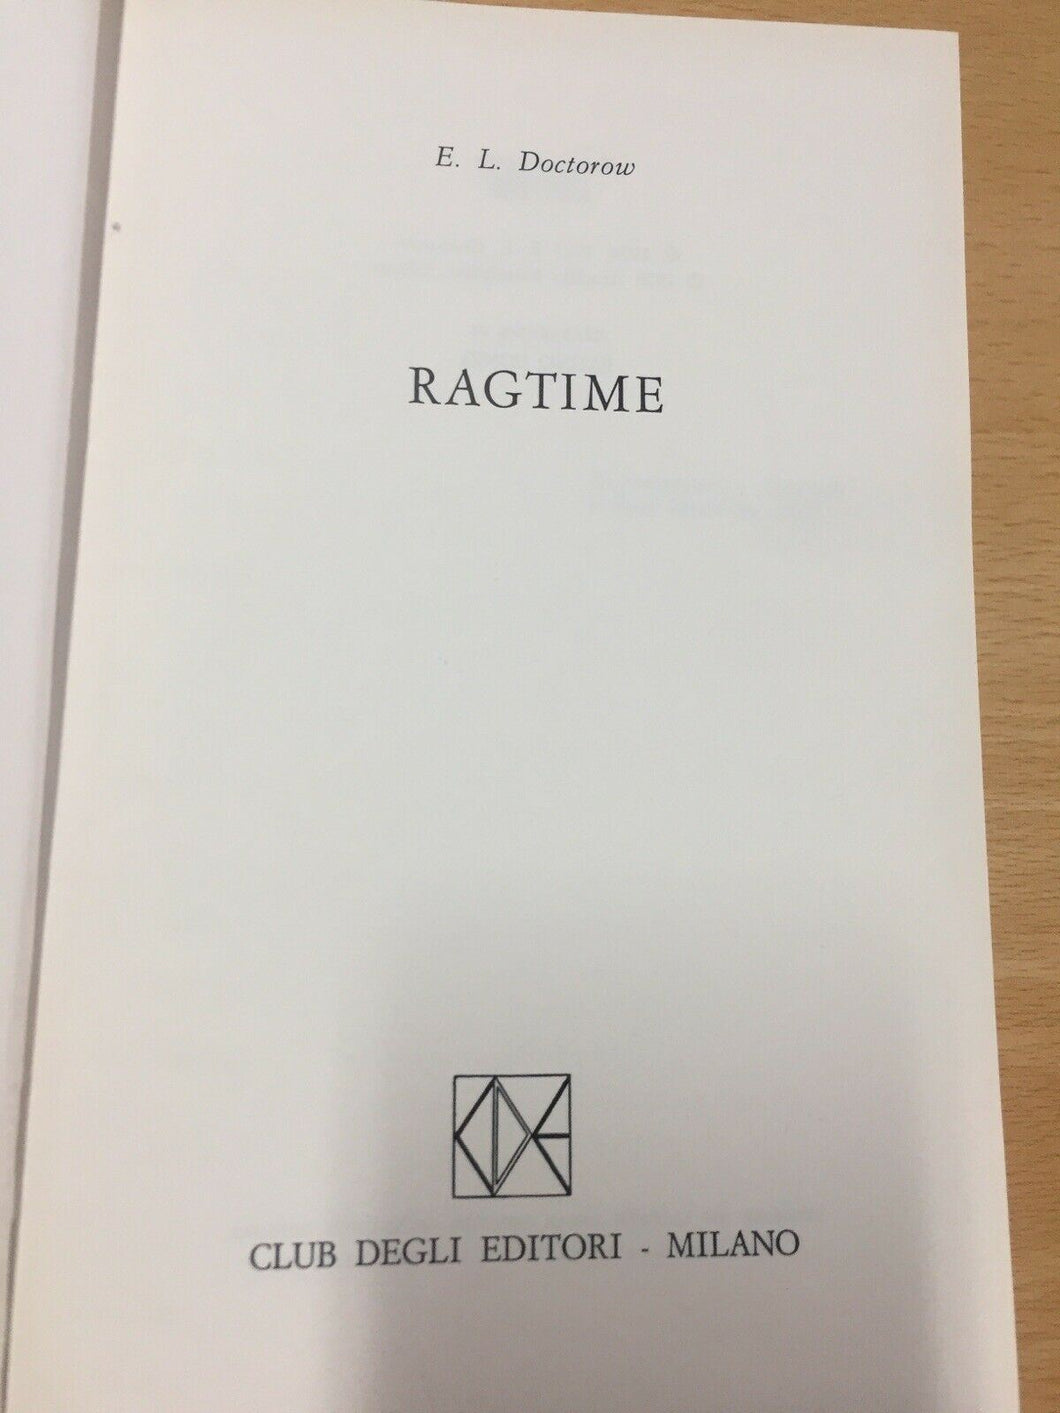 E. L. Doctorow
RAGTIME
CLUB DEGLI EDITORI - MILANO